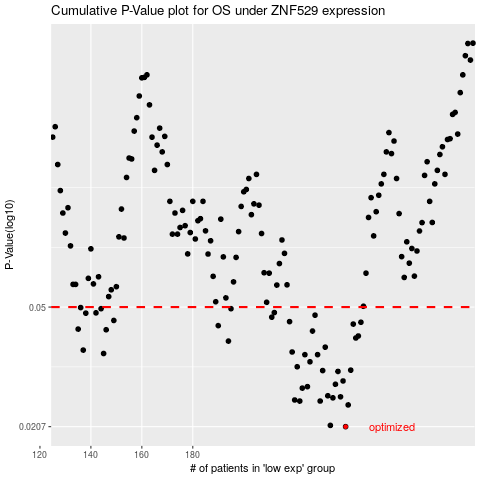 Cumulative P-Value plot for OS under ZNF529 expression
P-Value(log10)
0.05
0.0207
optimized
120 140 160 180
# of patients in 'low exp' group